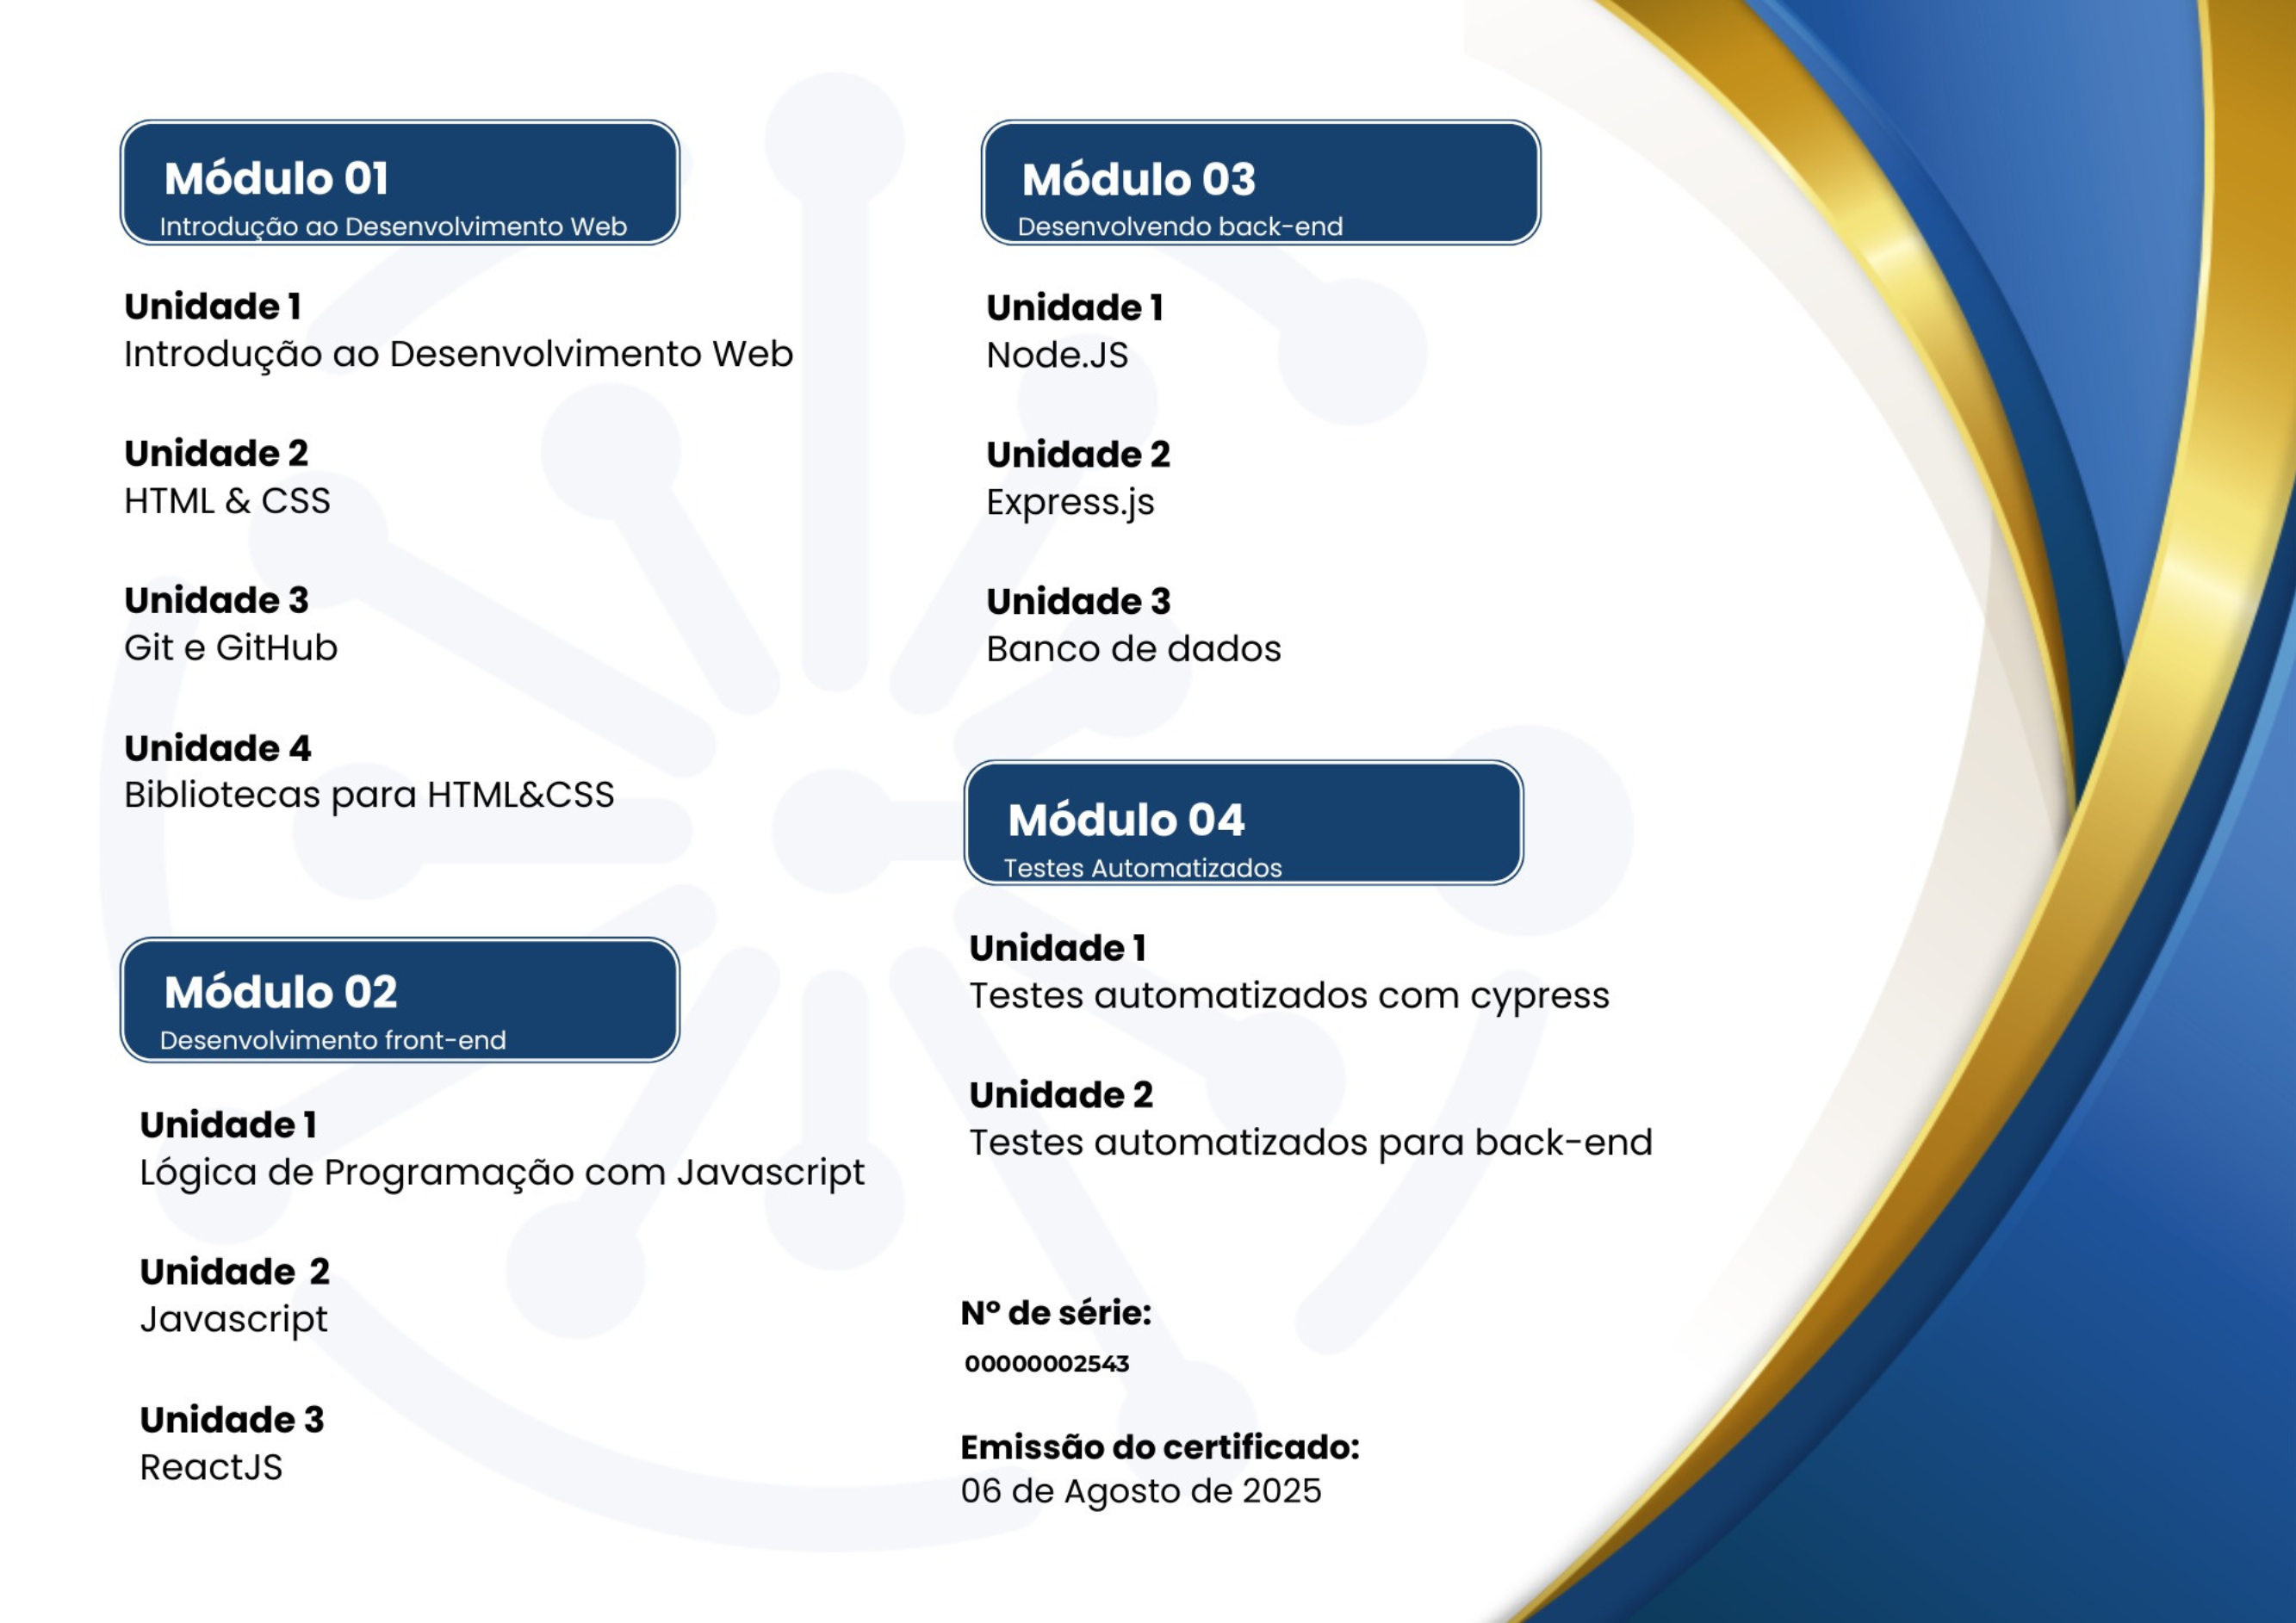 Módulo 01
Introdução ao Desenvolvimento Web
Unidade 1
Introdução ao Desenvolvimento Web
Unidade 2
HTML & CSS
Unidade 3
Git e GitHub
Unidade 4
Bibliotecas para HTML&CSS
Módulo 02
Desenvolvimento front-end
Unidade 1
Lógica de Programação com Javascript
Unidade 2
Javascript
Unidade 3
ReactJS
Módulo 03
Desenvolvendo back-end
Unidade 1
Node.JS
Unidade 2
Express.js
Unidade 3
Banco de dados
Módulo 04
Testes Automatizados
Unidade 1
Testes automatizados com cypress
Unidade 2
Testes automatizados para back-end
Nº de série:
00000002543
Emissão do certificado:
06 de Agosto de 2025